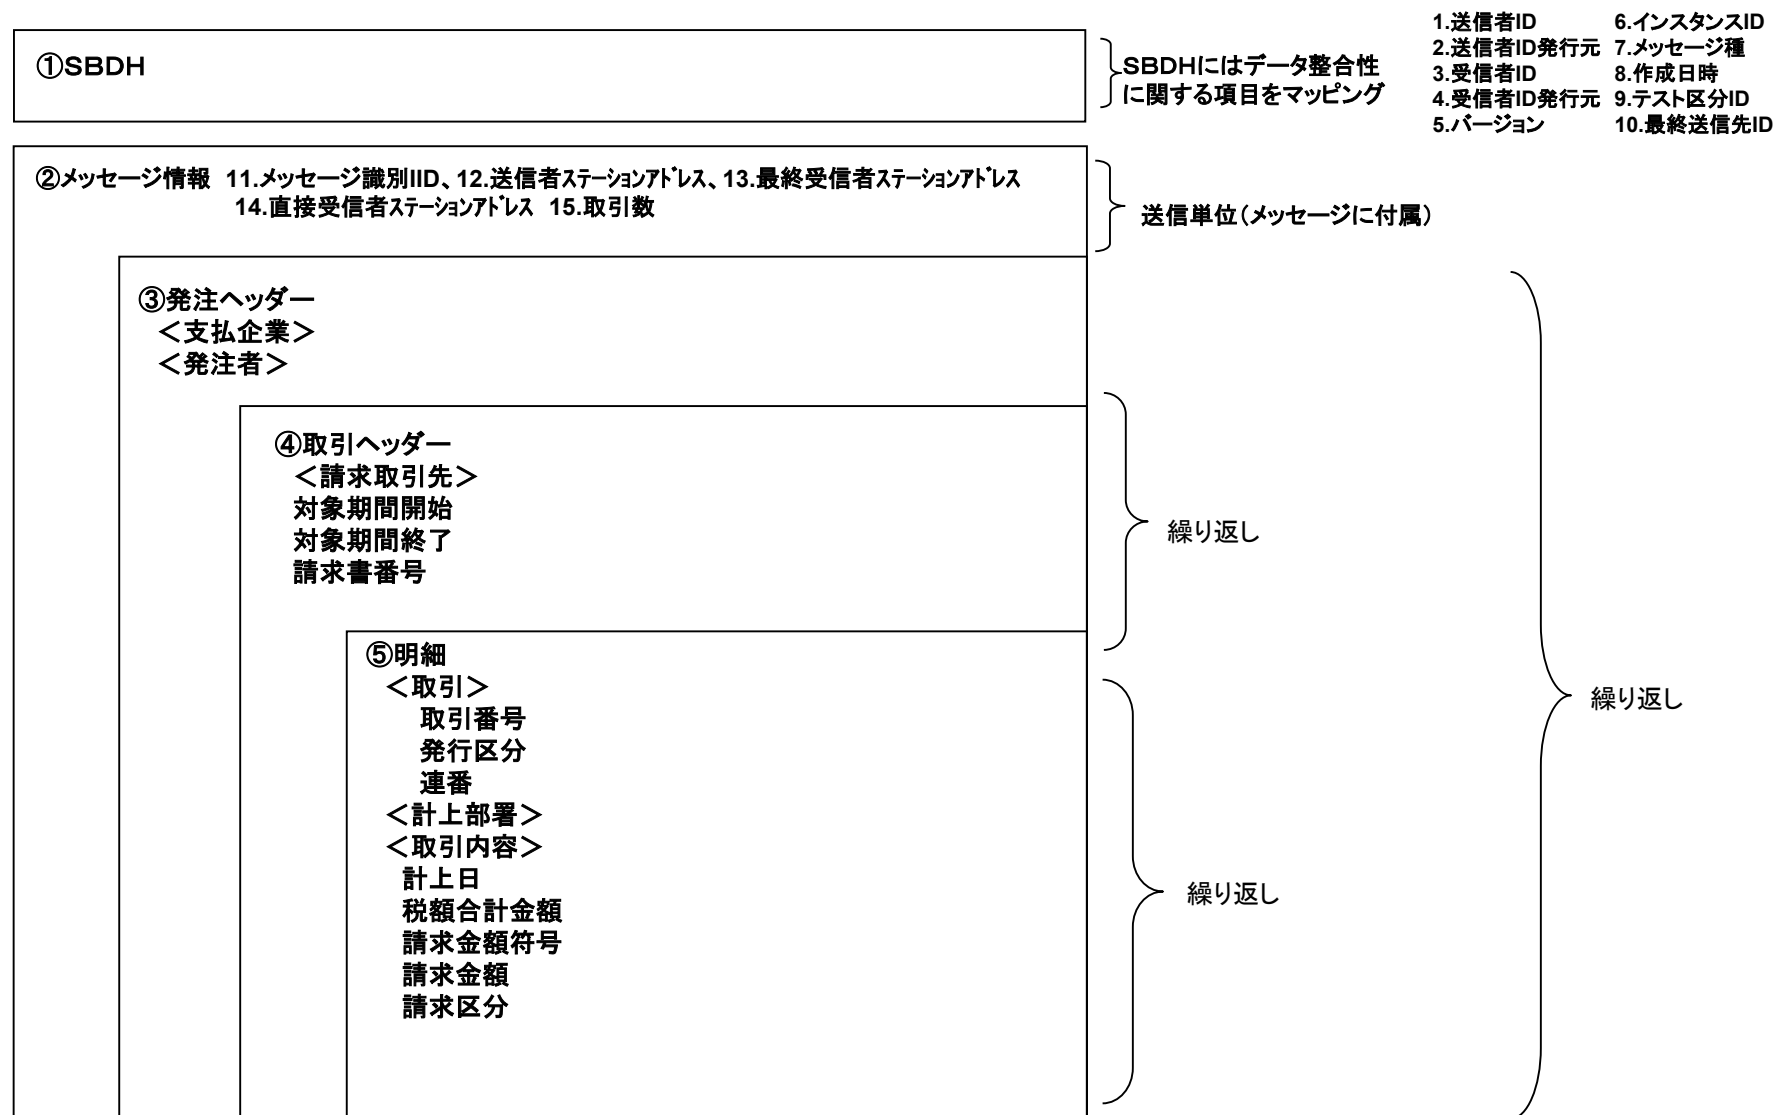 ①SBDH
SBDHにはデータ整合性
に関する項目をマッピング
1.送信者ID 6.インスタンスID
2.送信者ID発行元 7.メッセージ種
3.受信者ID 8.作成日時
4.受信者ID発行元 9.テスト区分ID
5.バージョン 10.最終送信先ID
②メッセージ情報 11.メッセージ識別IID、12.送信者ステーションアドレス、13.最終受信者ステーションアドレス
14.直接受信者ステーションアドレス 15.取引数
送信単位(メッセージに付属)
③発注ヘッダー
<支払企業>
<発注者>
④取引ヘッダー
<請求取引先>
対象期間開始
対象期間終了
請求書番号
繰り返し
⑤明細
<取引>
取引番号
発行区分
連番
<計上部署>
<取引内容>
計上日
税額合計金額
請求金額符号
請求金額
請求区分
繰り返し
繰り返し